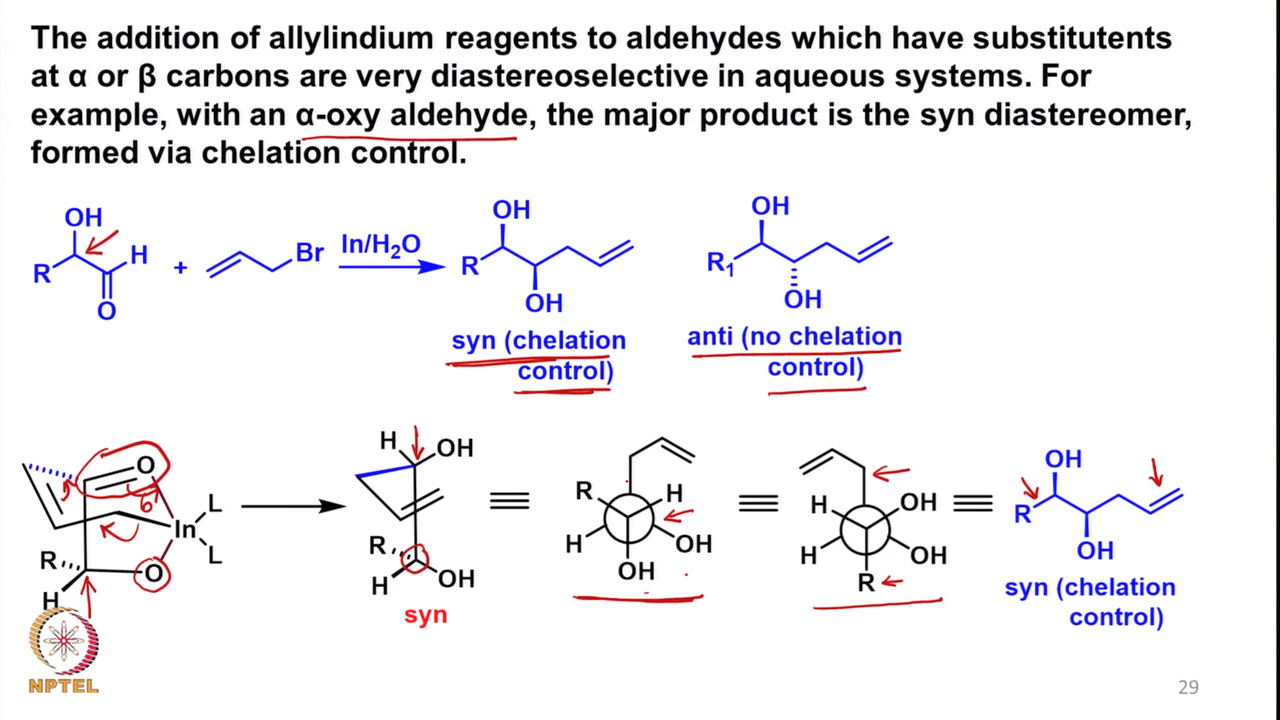 The addition of allylindium reagents to aldehydes which have substitutents
at α or β carbons are very diastereoselective in aqueous systems. For
example, with an α-oxy aldehyde, the major product is the syn diastereomer,
formed via chelation control.
OH
R
H
O
+
Br
In/H₂O
OH
R
OH
syn (chelation
control)
OH
R₁
OH
anti (no chelation
control)
O
In
L
L
R
O
H
H
OH
R
H
OH
syn
R
H
H
OH
OH
H
OH
H
OH
R
OH
R
OH
syn (chelation
control)
NPTEL
29